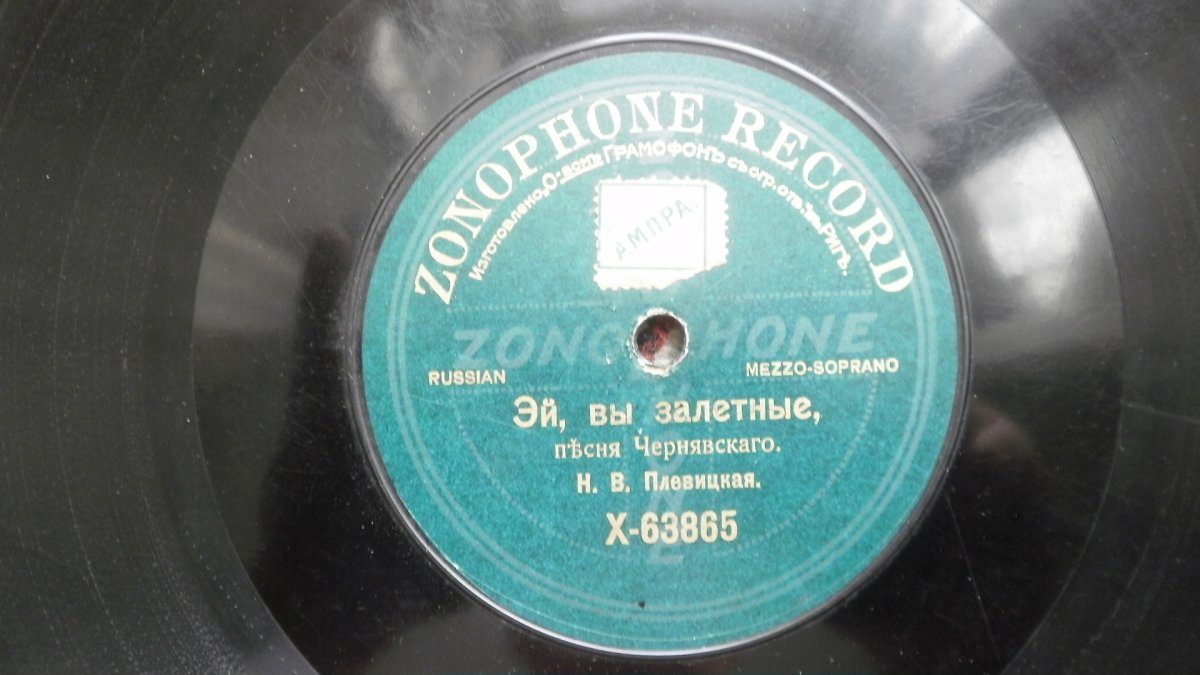 ZONOPHONE RECORD
Изготовлено О-вомъ ГРАМОФОНЪ съ огр. отв. въ Ригѣ.
АМПРА.
ZONOPHONE
RUSSIAN
MEZZO-SOPRANO
Эй, вы залетные,
пѣсня Чернявскаго.
Н. В. Плевицкая.
X-63865